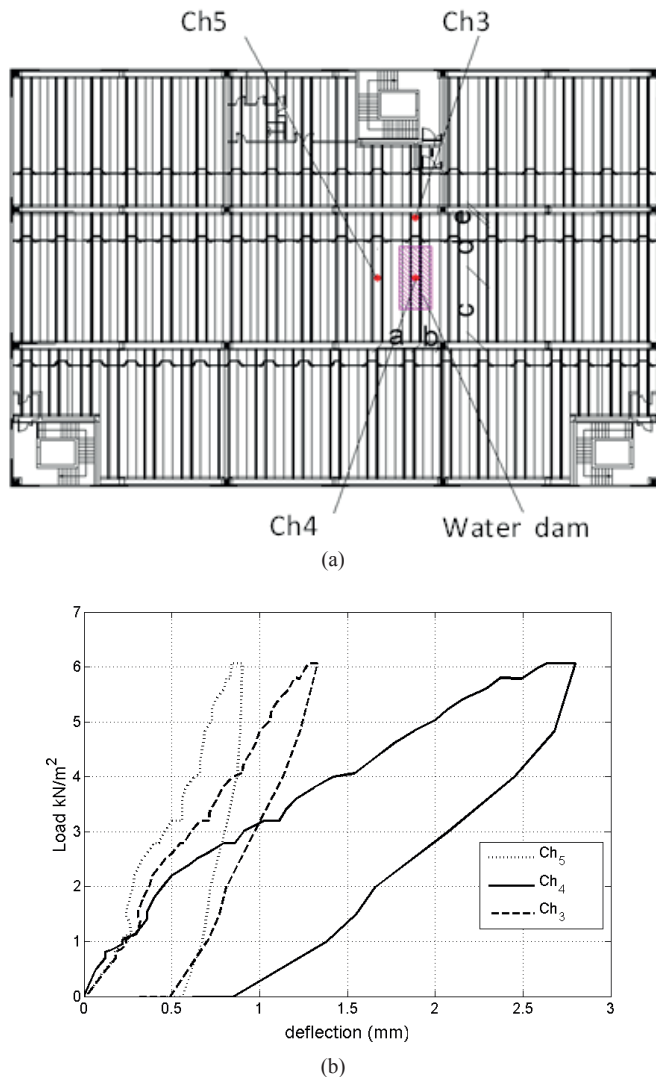 Ch5
Ch3
e
d
c
a
b
Ch4
Water dam
(a)
7
6
5
4
3
2
1
0
Load kN/m²
Ch₅
Ch₄
Ch₃
0 0.5 1 1.5 2 2.5 3
deflection (mm)
(b)